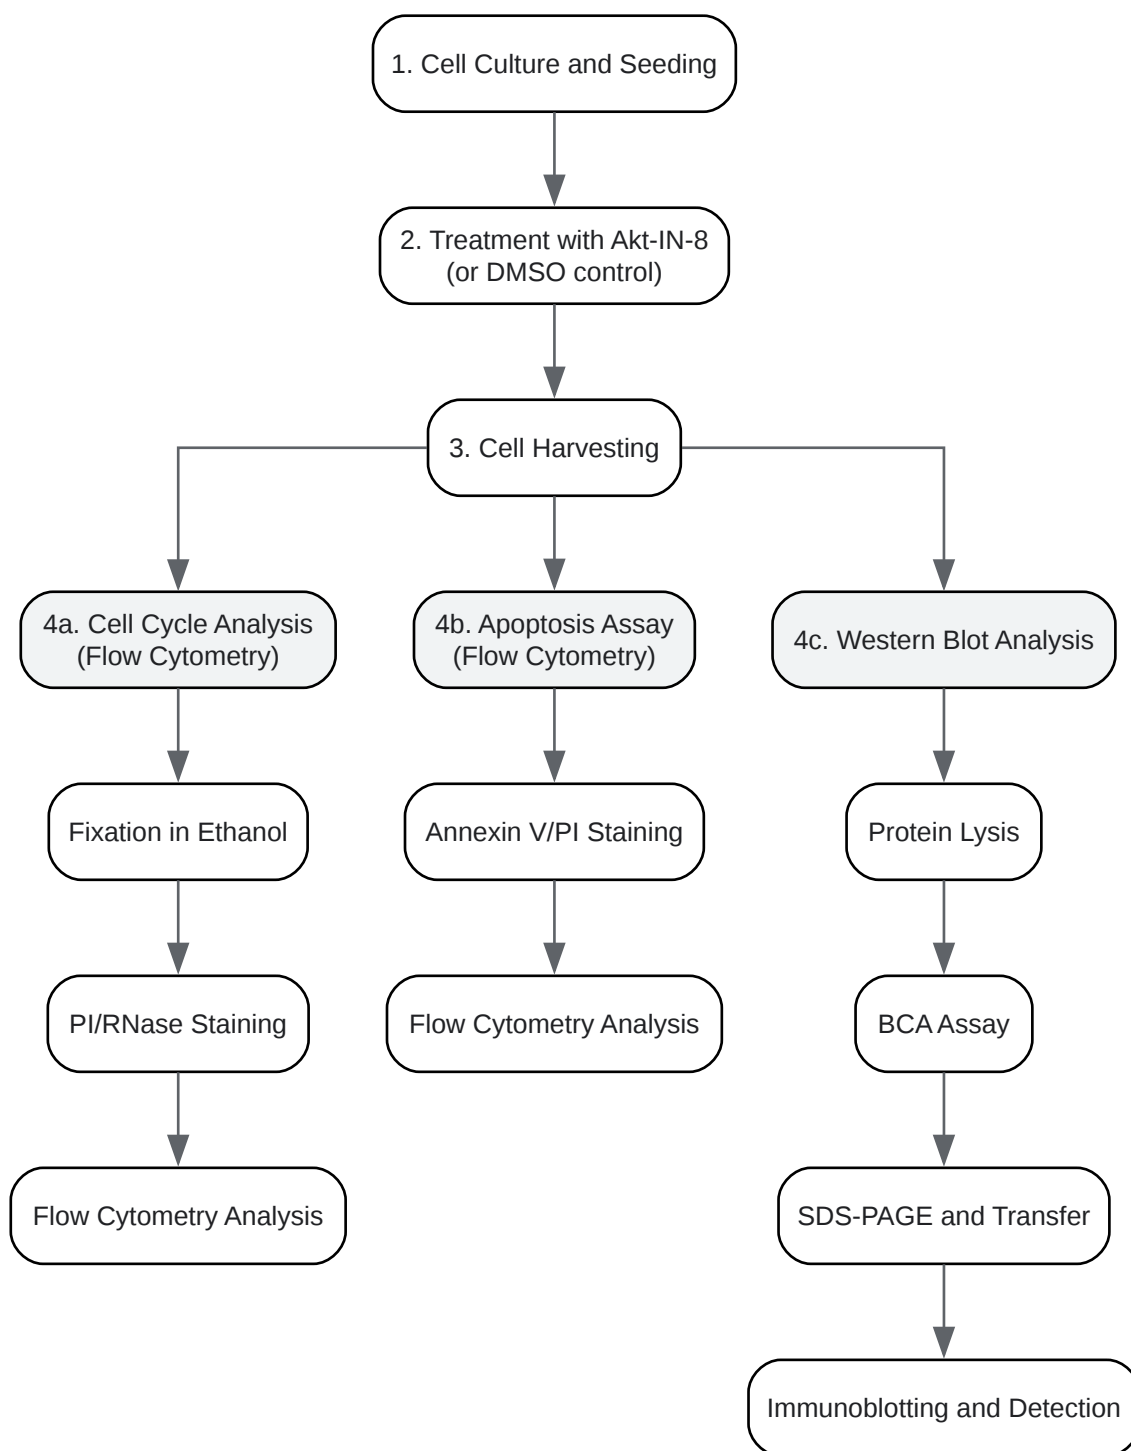 1. Cell Culture and Seeding
2. Treatment with Akt-IN-8
(or DMSO control)
3. Cell Harvesting
4a. Cell Cycle Analysis
(Flow Cytometry)
4b. Apoptosis Assay
(Flow Cytometry)
4c. Western Blot Analysis
Fixation in Ethanol
Annexin V/PI Staining
Protein Lysis
PI/RNase Staining
Flow Cytometry Analysis
BCA Assay
Flow Cytometry Analysis
SDS-PAGE and Transfer
Immunoblotting and Detection